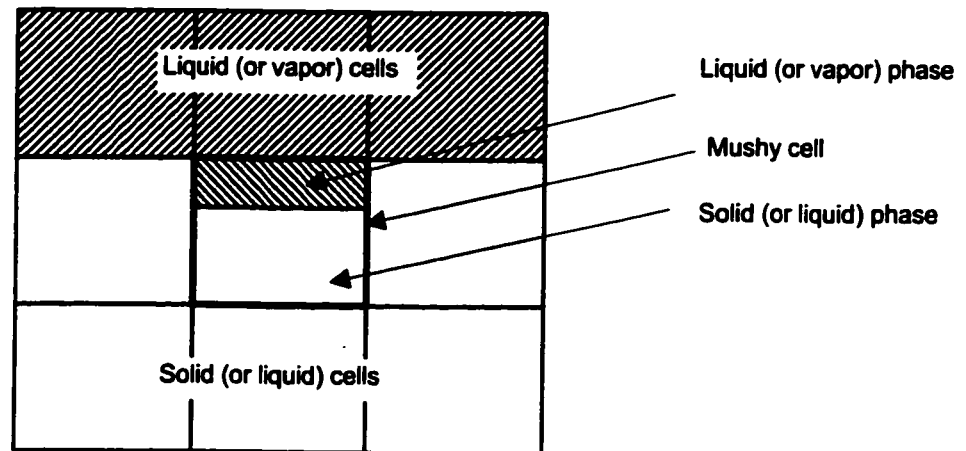 Liquid (or vapor) cells
Liquid (or vapor) phase
Mushy cell
Solid (or liquid) phase
Solid (or liquid) cells